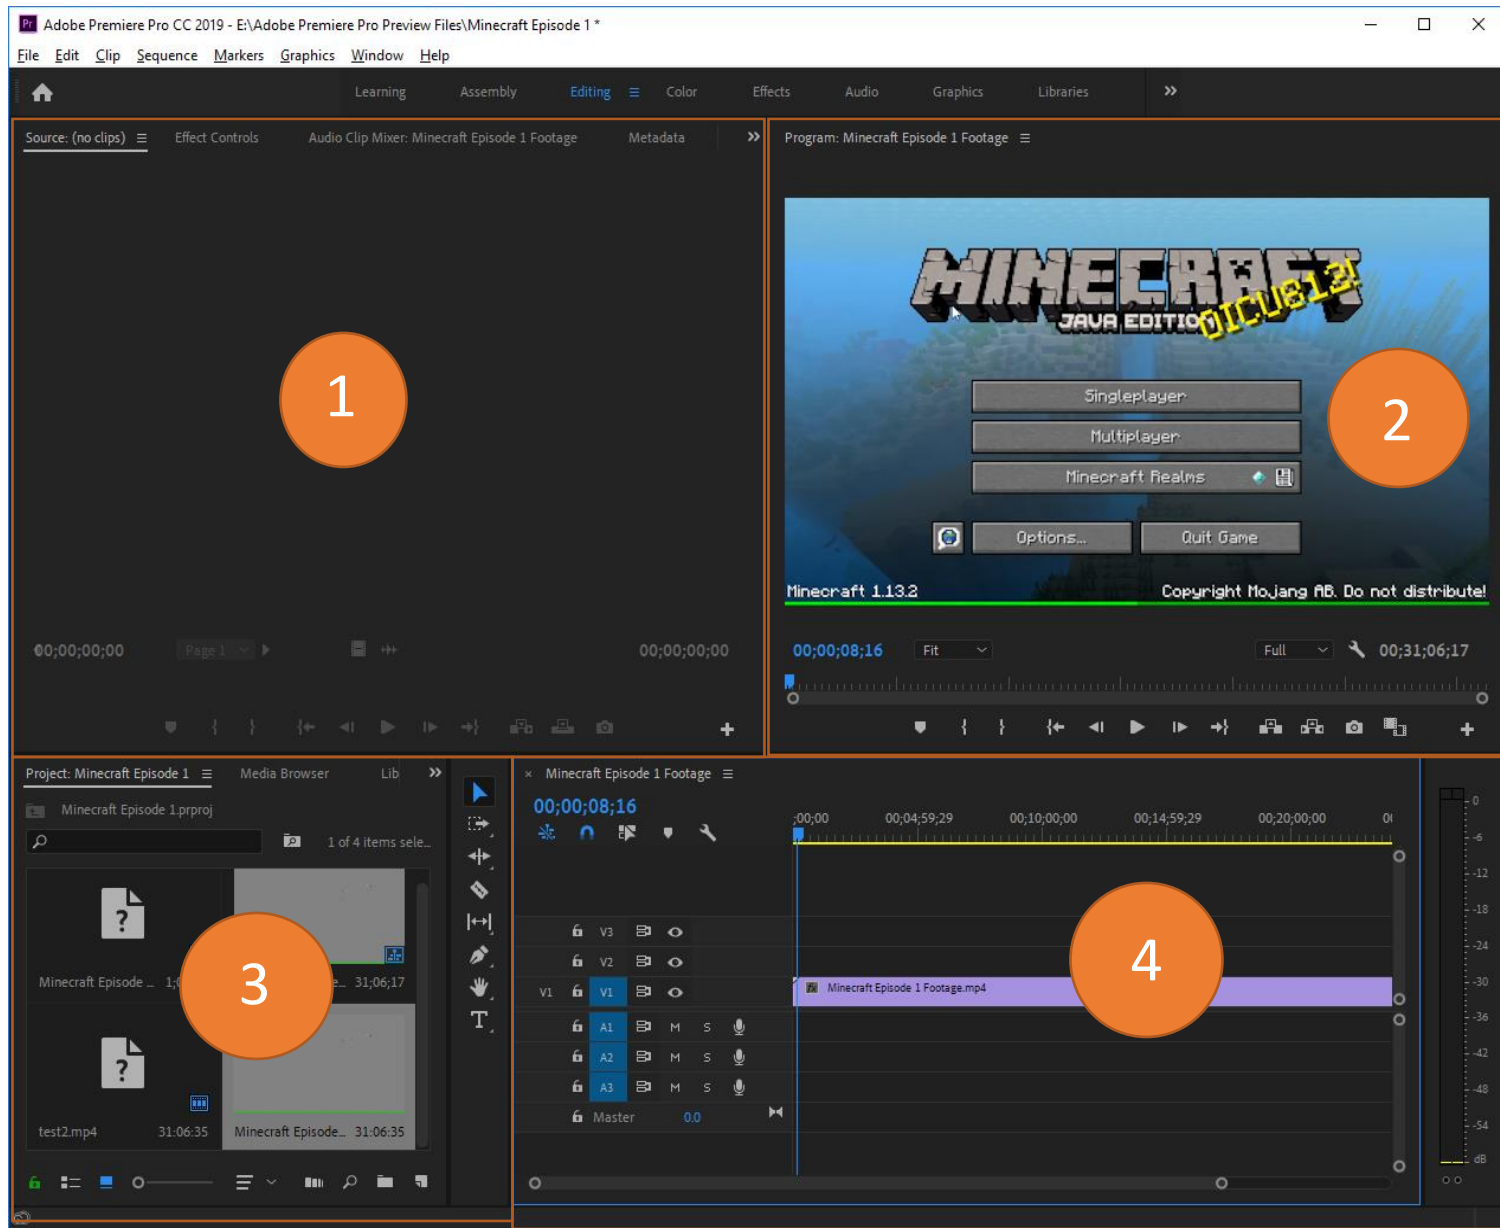 Pr Adobe Premiere Pro CC 2019 - E:\Adobe Premiere Pro Preview Files\Minecraft Episode 1 *
File Edit Clip Sequence Markers Graphics Window Help
Learning Assembly Editing Color Effects Audio Graphics Libraries
Source: (no clips) Effect Controls Audio Clip Mixer: Minecraft Episode 1 Footage Metadata
Program: Minecraft Episode 1 Footage
MINECRAFT
JAVA EDITION
OICU812!
1
2
Singleplayer
Multiplayer
Minecraft Realms
Options... Quit Game
Minecraft 1.13.2 Copyright Mojang AB. Do not distribute!
00;00;00;00 Page 1 00;00;00;00
00;00;08;16 Fit Full 00;31;06;17
Project: Minecraft Episode 1 Media Browser Lib
Minecraft Episode 1.prproj
1 of 4 items sele...
Minecraft Episode ... 31;06;17
3
test2.mp4 31:06:35 Minecraft Episode... 31:06:35
× Minecraft Episode 1 Footage
00;00;08;16
;00;00 00;04;59;29 00;10;00;00 00;14;59;29 00;20;00;00
V3
V2
V1 V1 fx Minecraft Episode 1 Footage.mp4
4
A1 M S
A2 M S
A3 M S
Master 0.0
0
-6
-12
-18
-24
-30
-36
-42
-48
-54
dB